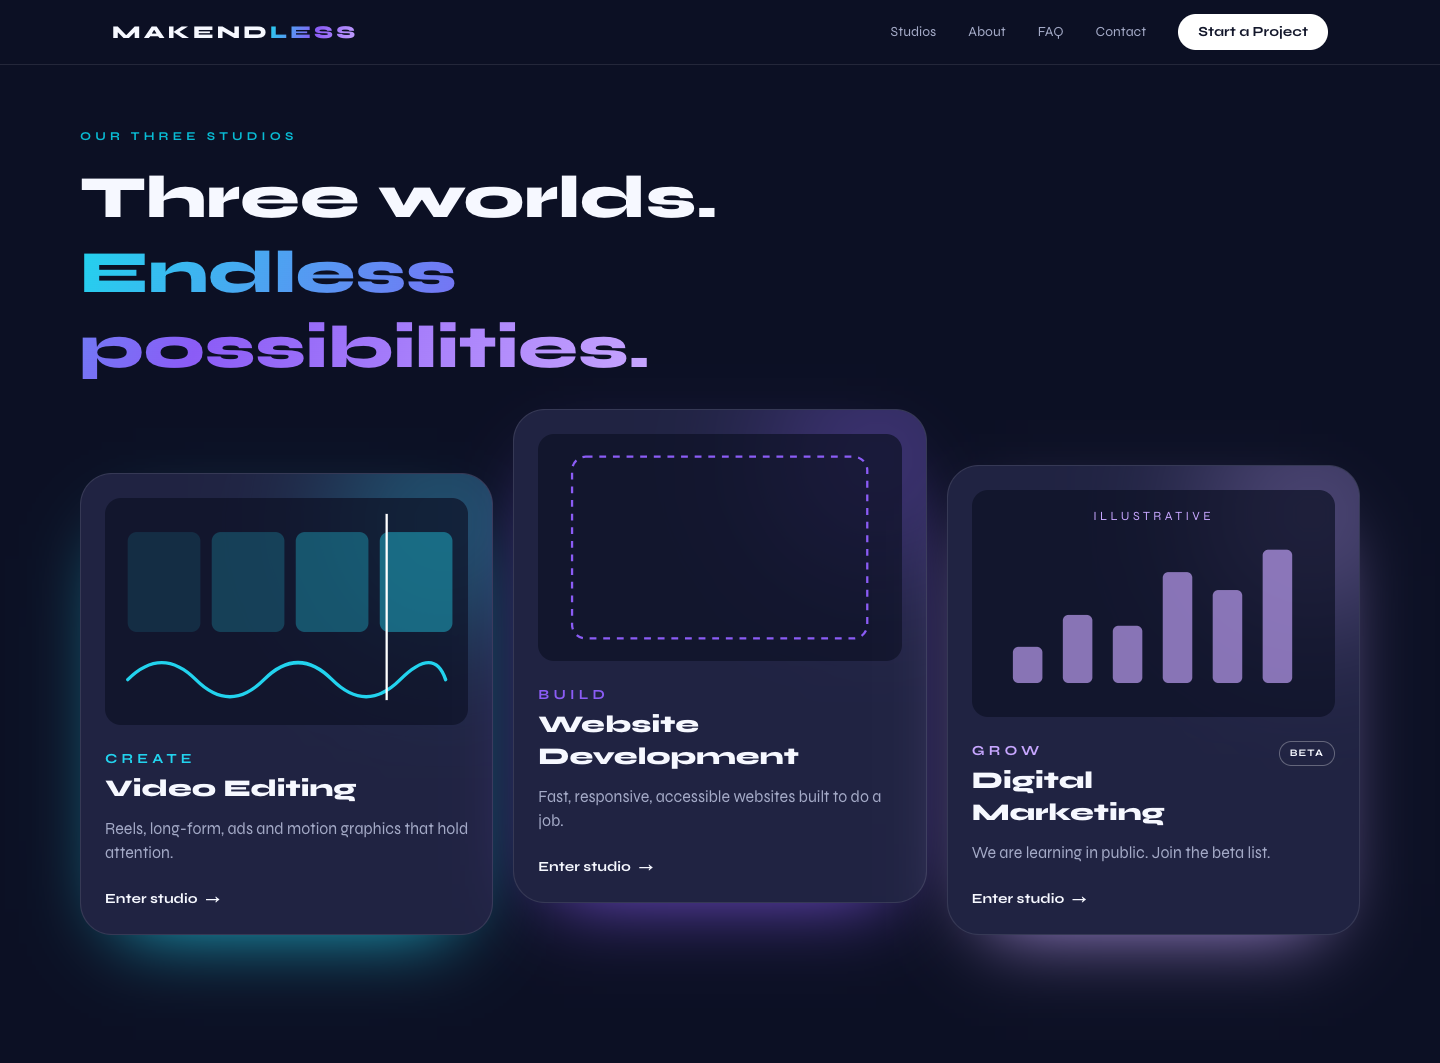 MAKENDLESS
Studios
About
FAQ
Contact
Start a Project
OUR THREE STUDIOS
Three worlds.
Endless
possibilities.
CREATE
Video Editing
Reels, long-form, ads and motion graphics that hold
attention.
Enter studio →
BUILD
Website
Development
Fast, responsive, accessible websites built to do a
job.
Enter studio →
ILLUSTRATIVE
GROW
BETA
Digital
Marketing
We are learning in public. Join the beta list.
Enter studio →